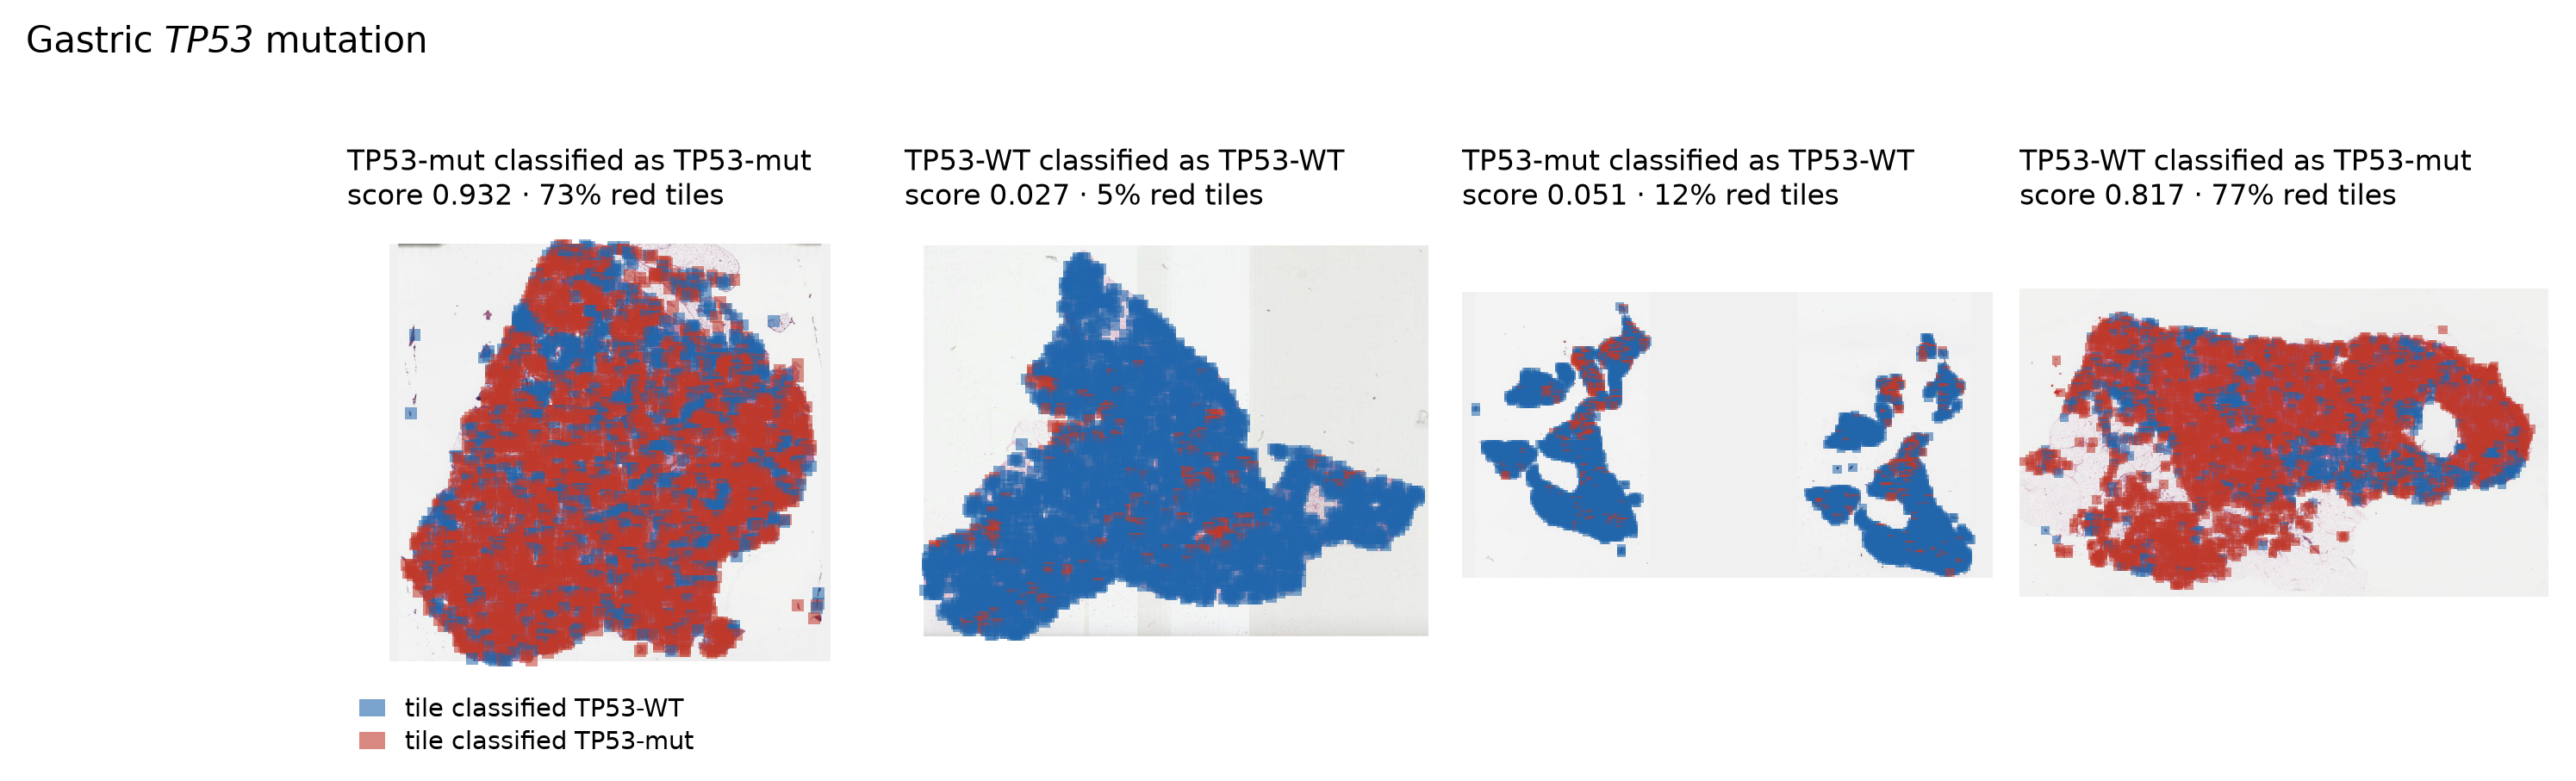 Gastric TP53 mutation
TP53-mut classified as TP53-mut
score 0.932 · 73% red tiles
TP53-WT classified as TP53-WT
score 0.027 · 5% red tiles
TP53-mut classified as TP53-WT
score 0.051 · 12% red tiles
TP53-WT classified as TP53-mut
score 0.817 · 77% red tiles
tile classified TP53-WT
tile classified TP53-mut